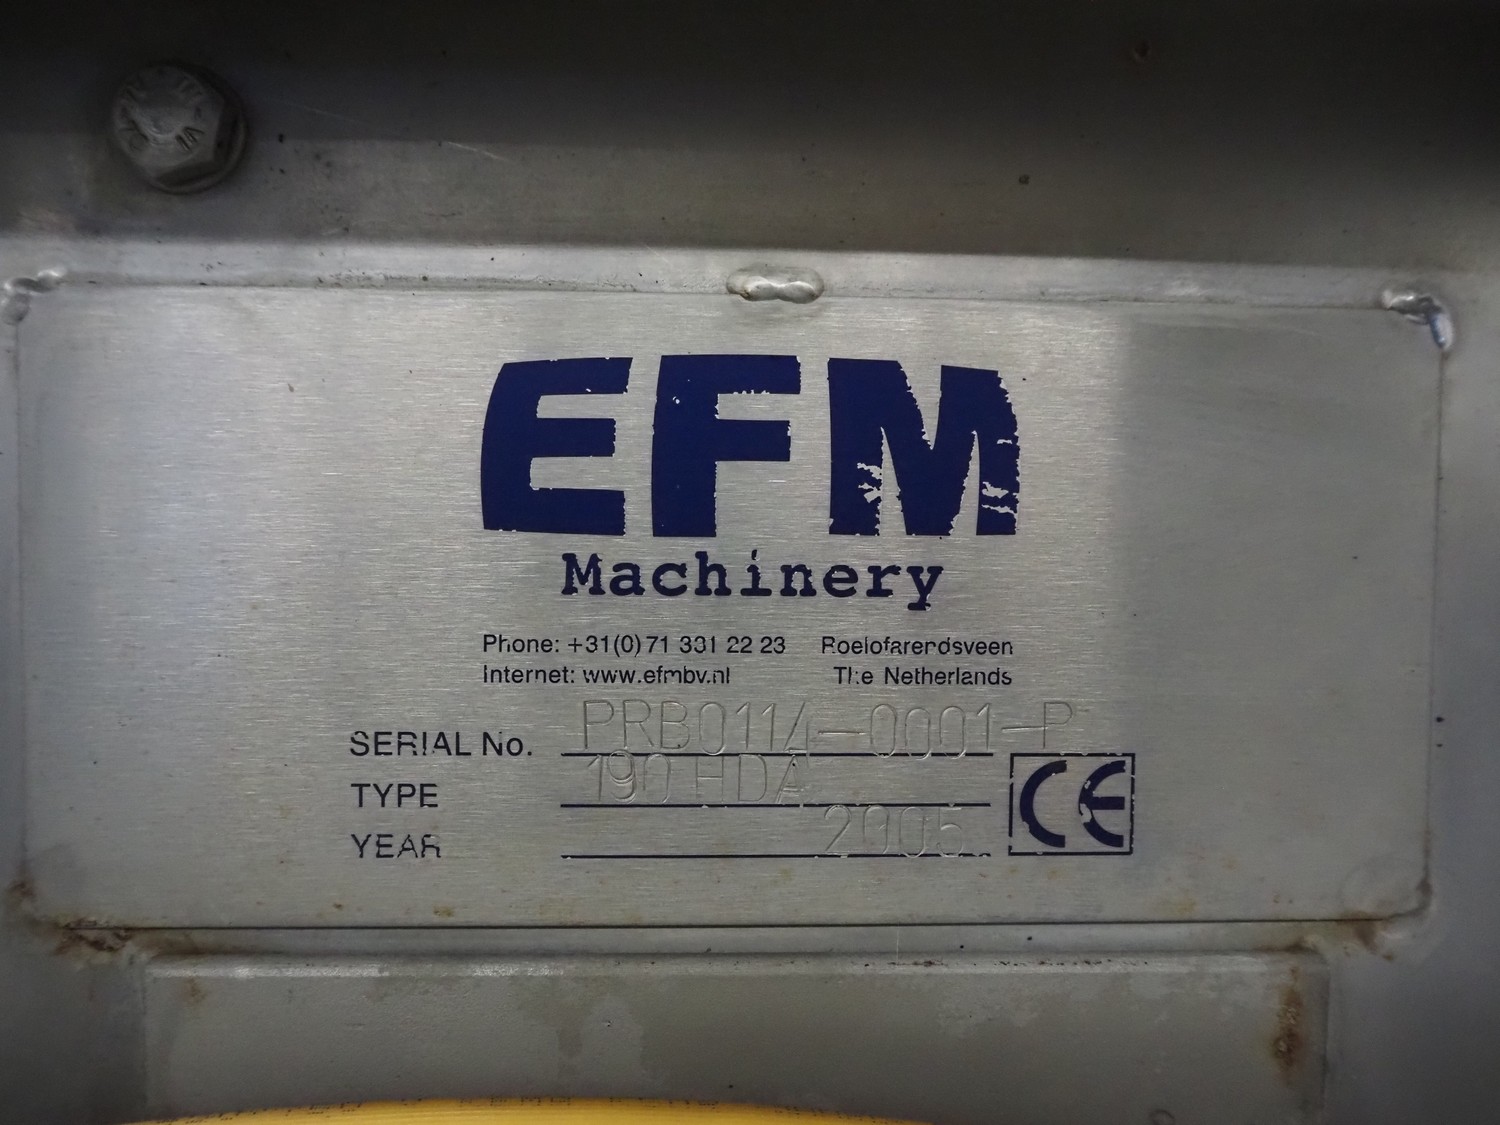 EFM
Machinery
Phone: +31(0)71 331 22 23 Roelofarendsveen
Internet: www.efmbv.nl The Netherlands
SERIAL No. PRB0114-0001-P
TYPE 190 HDA
YEAR 2005
CE